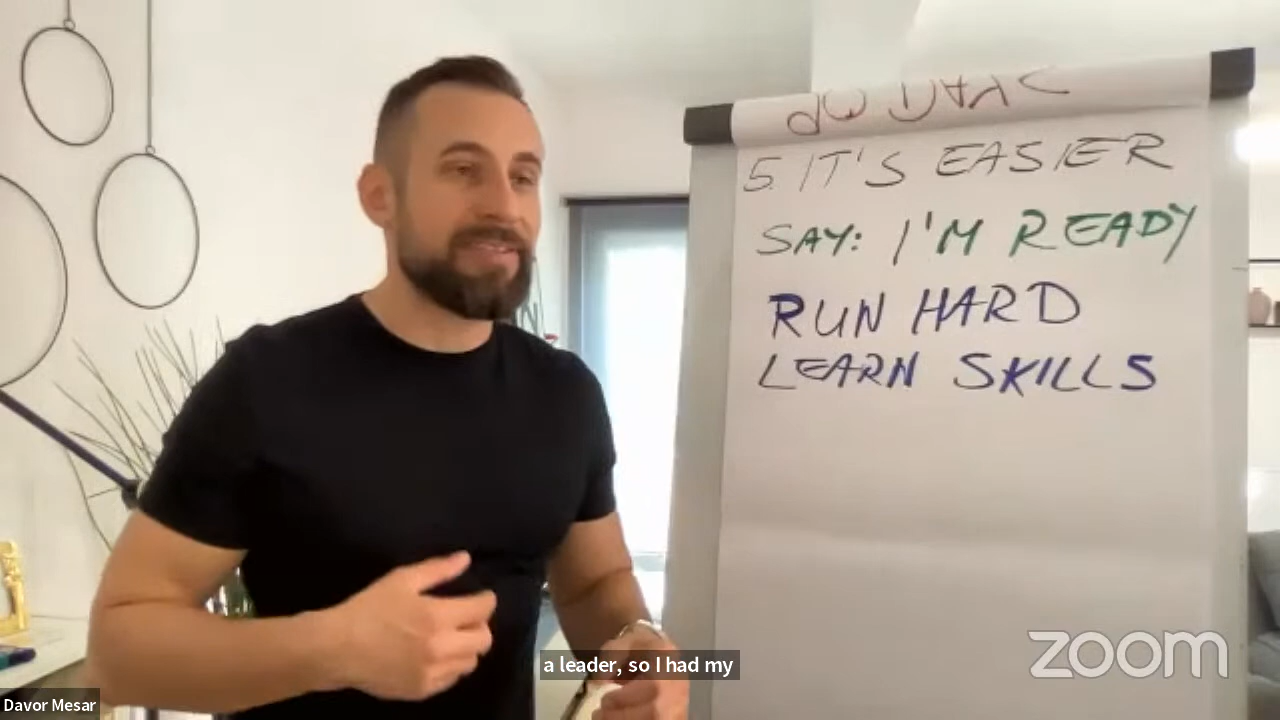 5. IT'S EASIER
SAY: I'M READY
RUN HARD
LEARN SKILLS
a leader, so I had my
zoom
Davor Mesar